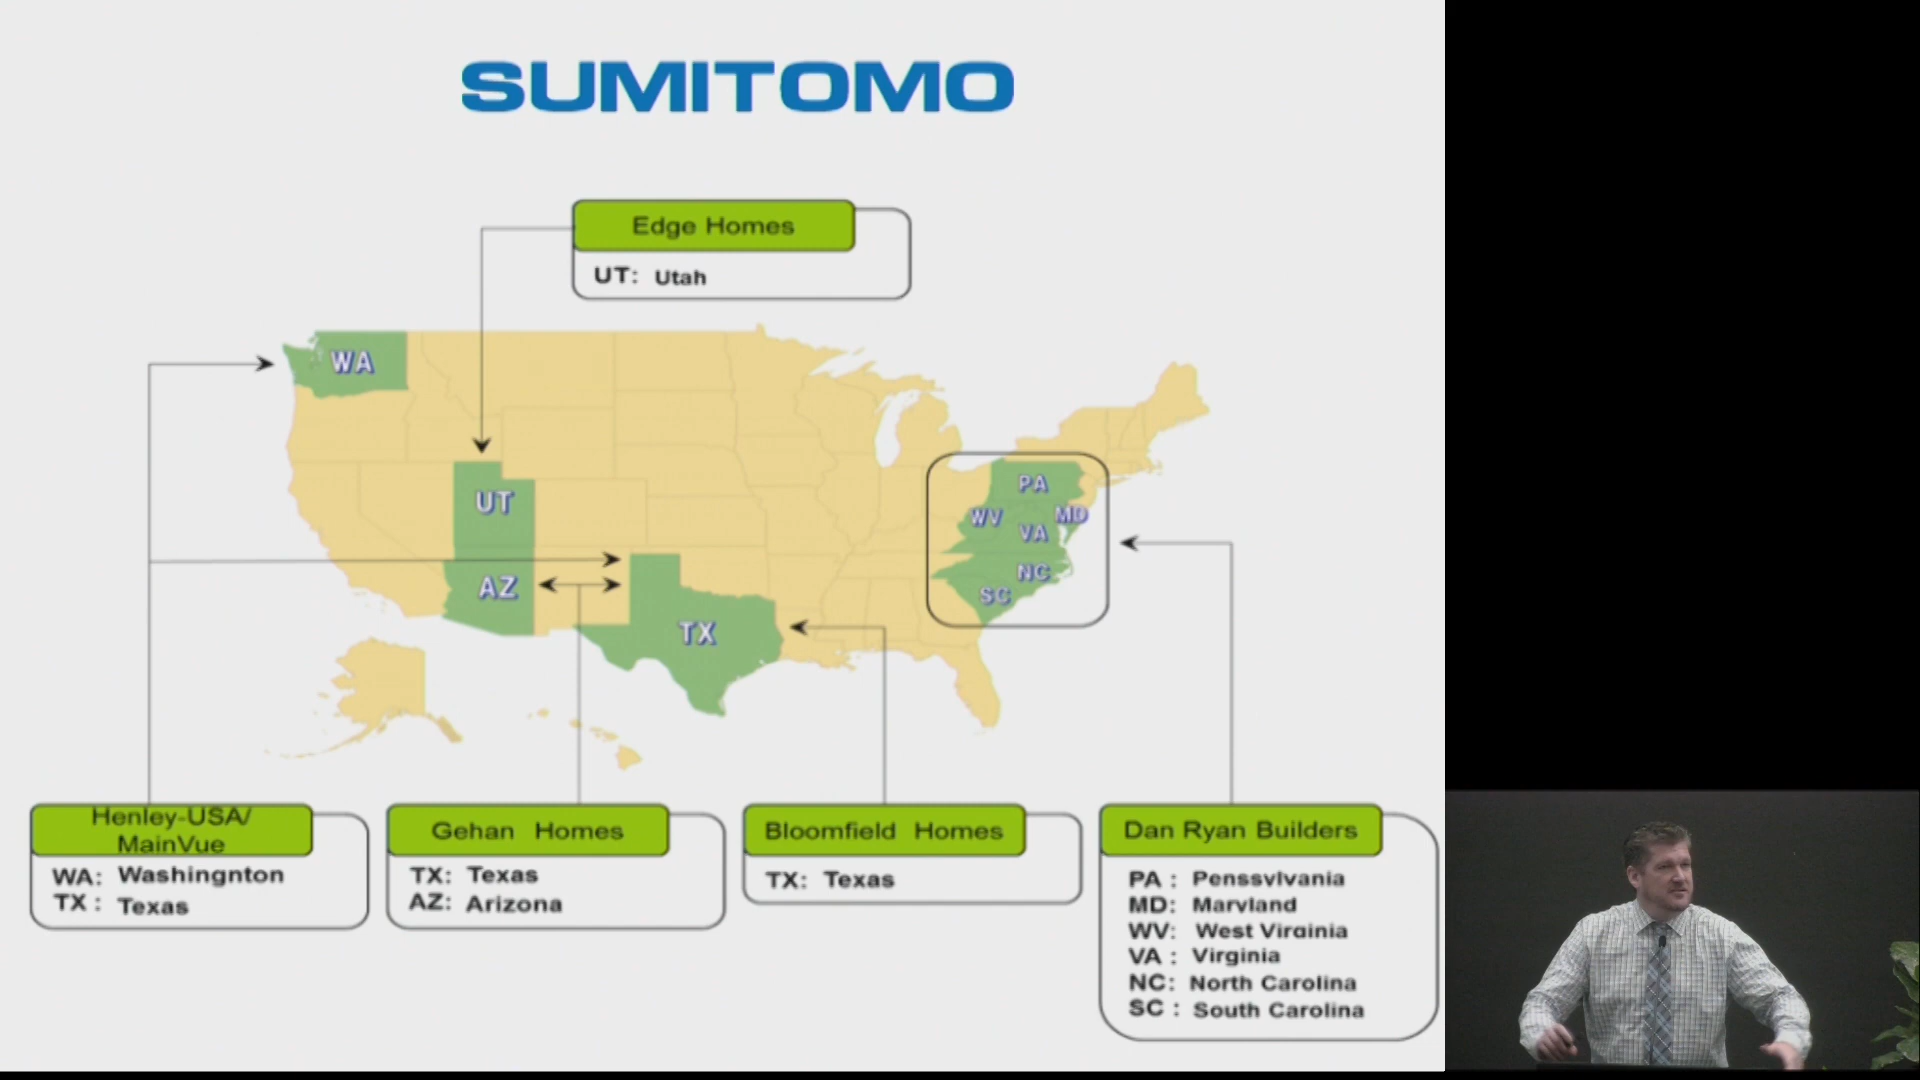 SUMITOMO
Edge Homes
UT: Utah
WA
UT
AZ
TX
PA
WV
MD
VA
NC
SC
Henley-USA/
MainVue
WA: Washingnton
TX : Texas
Gehan Homes
TX: Texas
AZ: Arizona
Bloomfield Homes
TX: Texas
Dan Ryan Builders
PA : Penssvlvania
MD: Marvland
WV: West Virginia
VA : Virginia
NC: North Carolina
SC : South Carolina